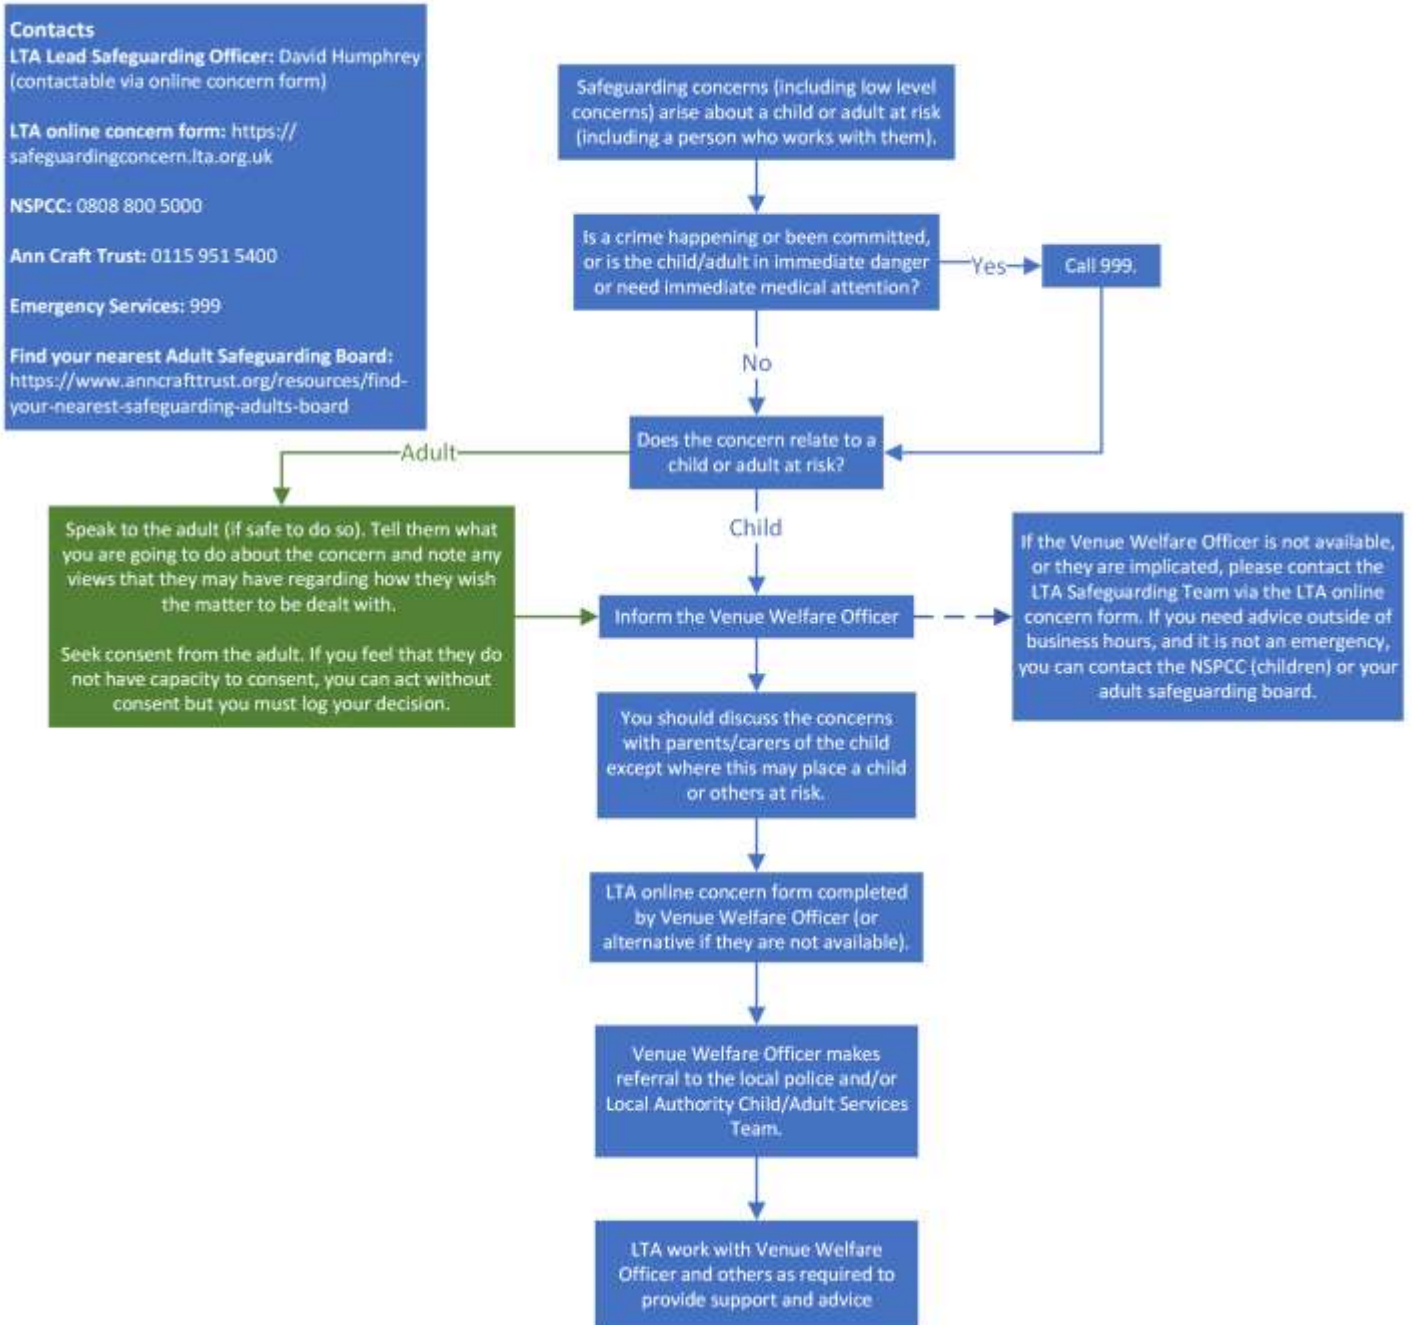 Contacts
LTA Lead Safeguarding Officer: David Humphrey
(contactable via online concern form)
LTA online concern form: https://
safeguardingconcern.lta.org.uk
NSPCC: 0808 800 5000
Ann Craft Trust: 0115 951 5400
Emergency Services: 999
Find your nearest Adult Safeguarding Board:
https://www.anncrafttrust.org/resources/find-
your-nearest-safeguarding-adults-board
Safeguarding concerns (including low level
concerns) arise about a child or adult at risk
(including a person who works with them).
Is a crime happening or been committed,
or is the child/adult in immediate danger
or need immediate medical attention?
Yes
Call 999.
No
Does the concern relate to a
child or adult at risk?
Adult
Speak to the adult (if safe to do so). Tell them what
you are going to do about the concern and note any
views that they may have regarding how they wish
the matter to be dealt with.
Seek consent from the adult. If you feel that they do
not have capacity to consent, you can act without
consent but you must log your decision.
Child
Inform the Venue Welfare Officer
If the Venue Welfare Officer is not available,
or they are implicated, please contact the
LTA Safeguarding Team via the LTA online
concern form. If you need advice outside of
business hours, and it is not an emergency,
you can contact the NSPCC (children) or your
adult safeguarding board.
You should discuss the concerns
with parents/carers of the child
except where this may place a child
or others at risk.
LTA online concern form completed
by Venue Welfare Officer (or
alternative if they are not available).
Venue Welfare Officer makes
referral to the local police and/or
Local Authority Child/Adult Services
Team.
LTA work with Venue Welfare
Officer and others as required to
provide support and advice